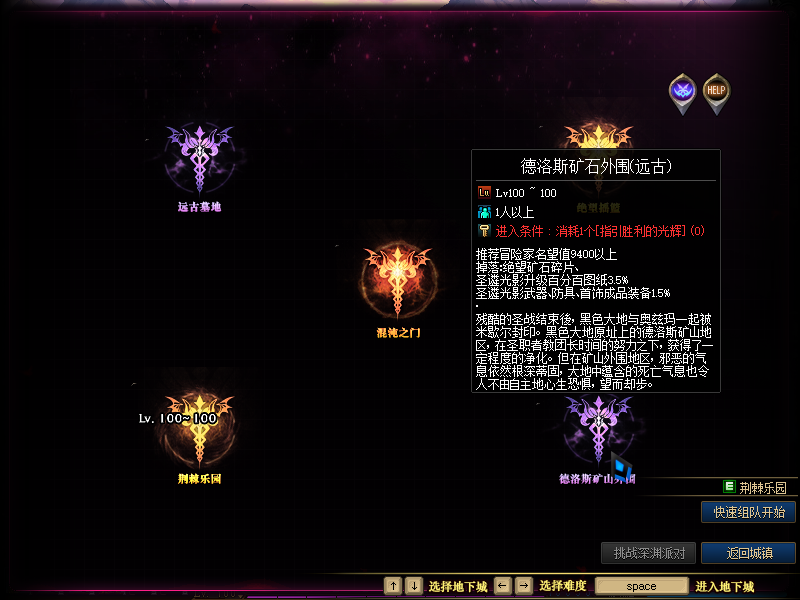 HELP
远古墓地
德洛斯矿石外围(远古)
Lv Lv100 ~ 100
绝望摇篮
1人以上
进入条件：消耗1个[指引胜利的光辉] (0)
推荐冒险家名望值9400以上
掉落:绝望矿石碎片、
圣遴光影升级百分百图纸3.5%
圣遴光影武器、防具、首饰成品装备1.5%
残酷的圣战结束後，黑色大地与奥兹玛一起被
米歇尔封印。黑色大地原址上的德洛斯矿山地
区，在圣职者教团长时间的努力之下，获得了一
定程度的净化。但在矿山外围地区，邪恶的气
息依然根深蒂固，大地中蕴含的死亡气息也令
人不由自主地心生恐惧，望而却步。
混沌之门
Lv. 100~100
荆棘乐园
德洛斯矿山外围
E 荆棘乐园
快速组队开始
挑战深渊派对
返回城镇
↑ ↓ 选择地下城 ← → 选择难度 space 进入地下城